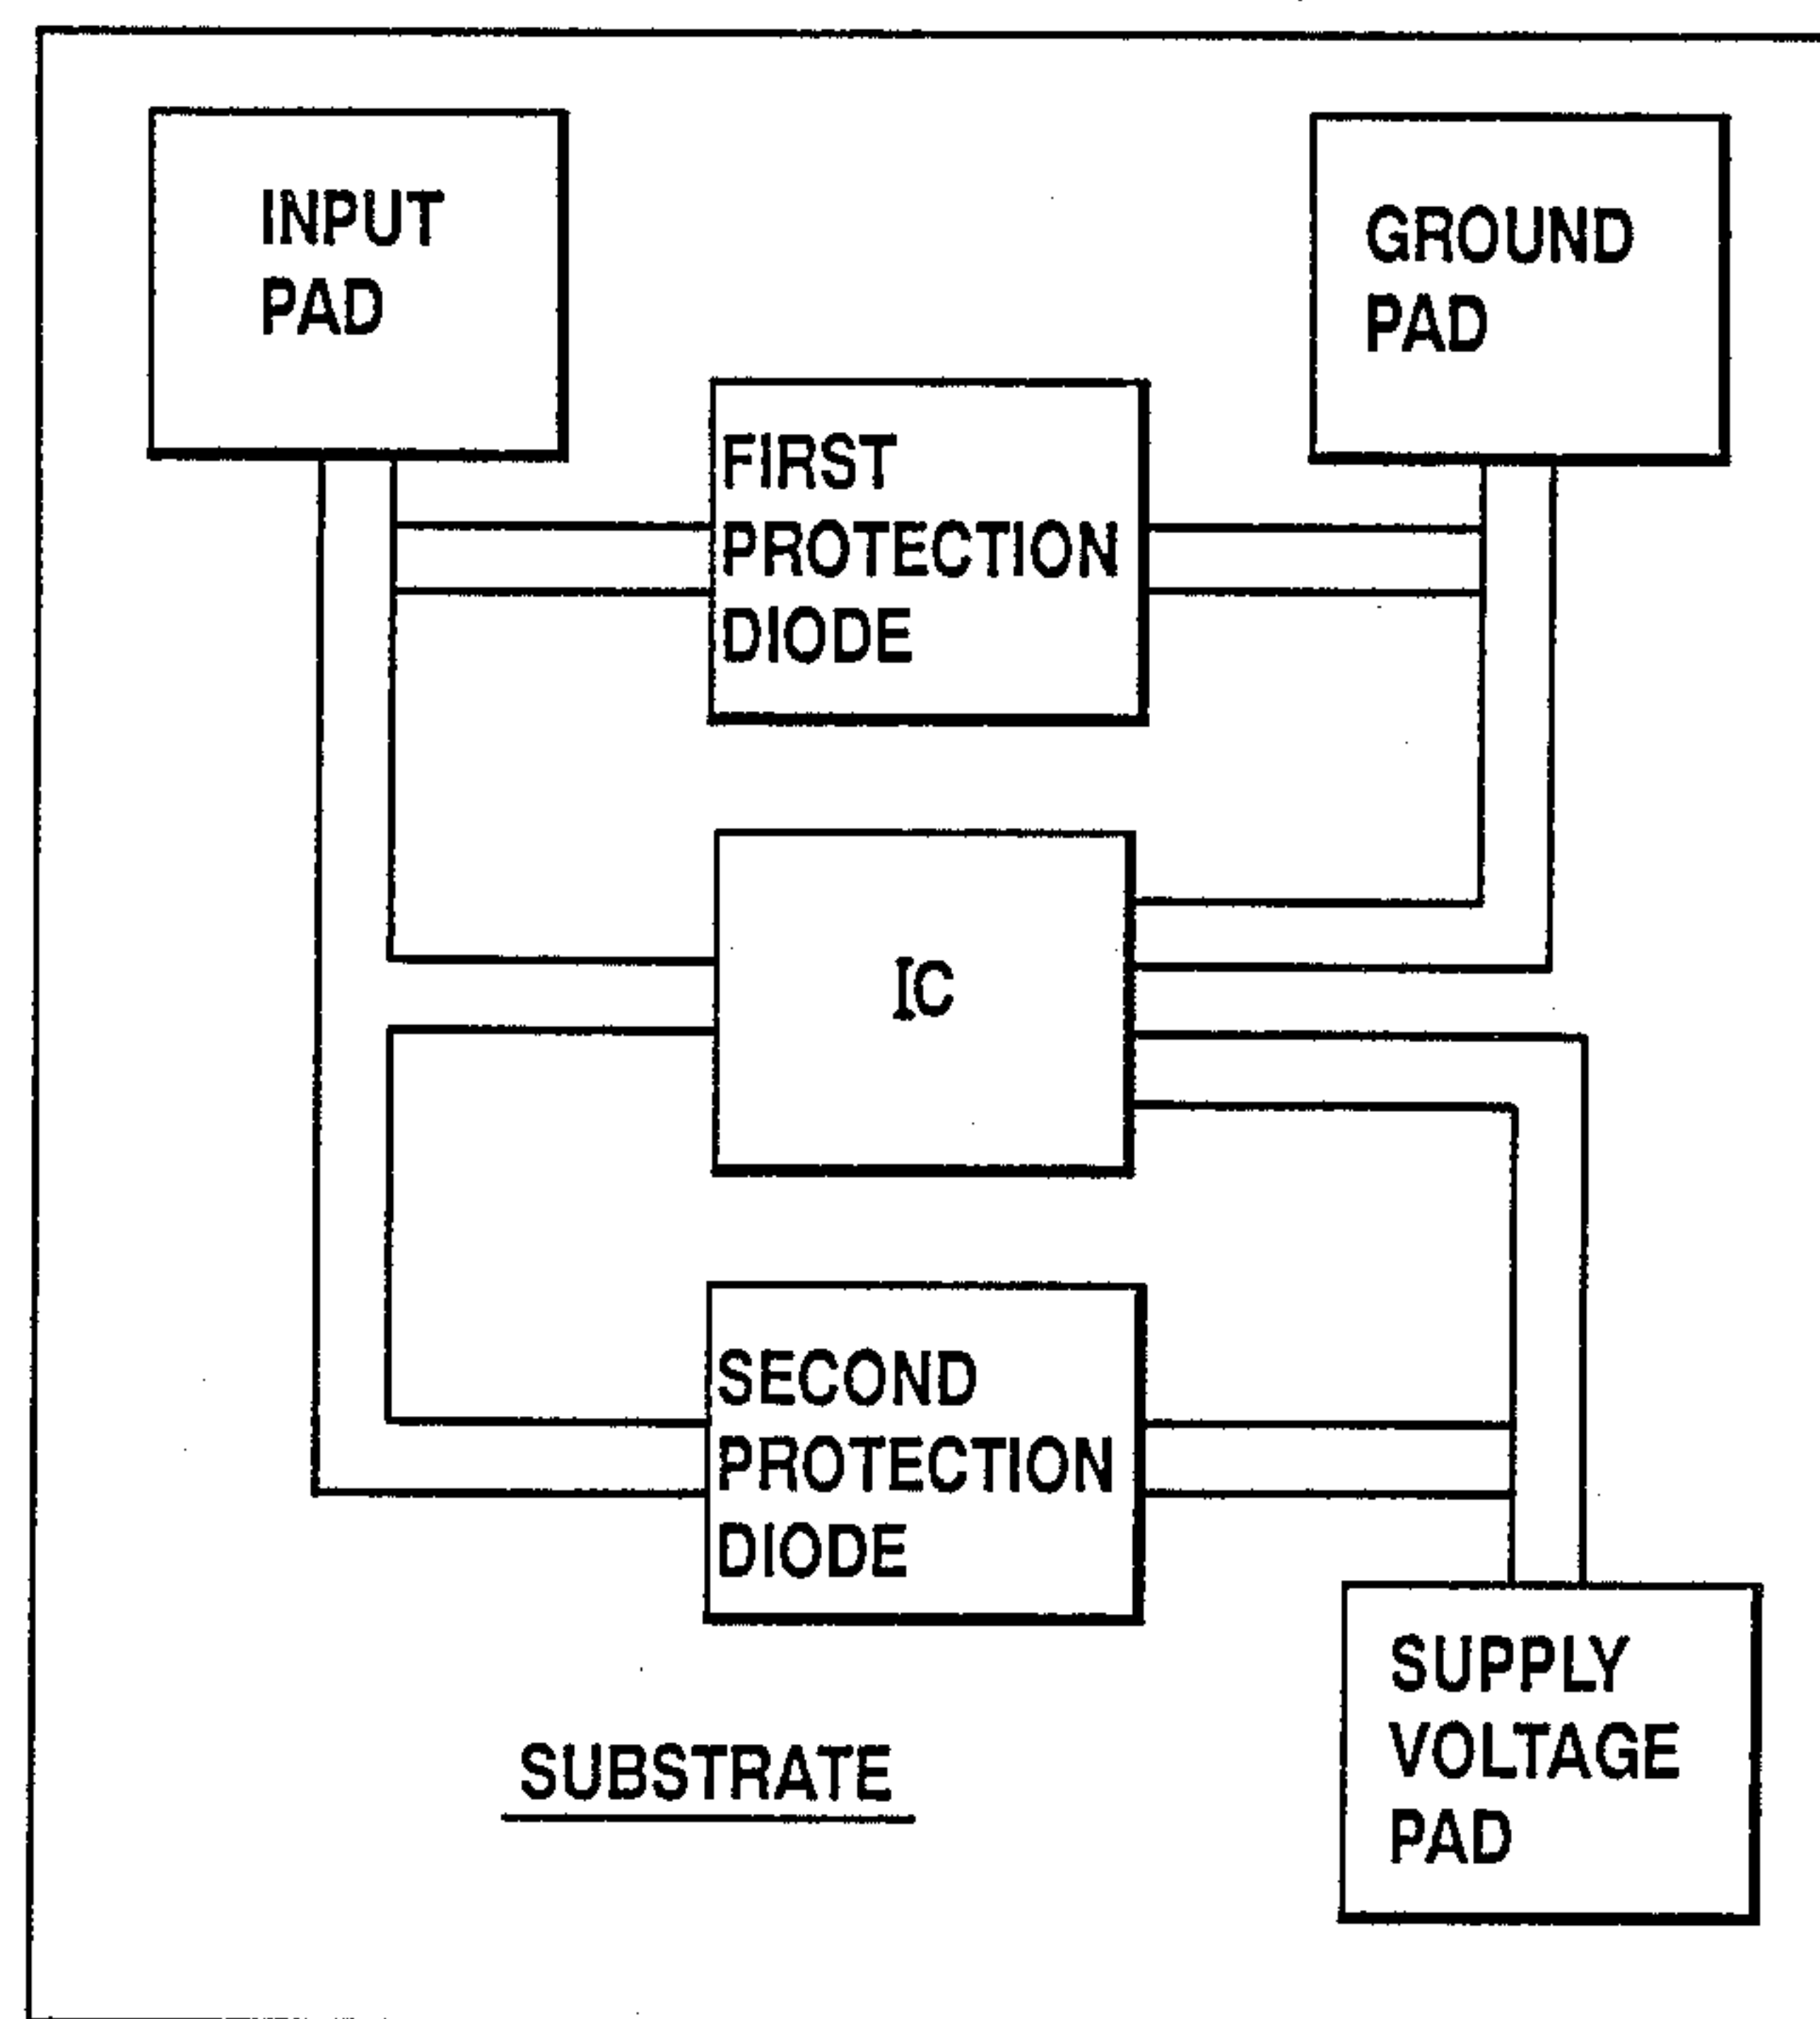 INPUT
PAD
GROUND
PAD
FIRST
PROTECTION
DIODE
IC
SECOND
PROTECTION
DIODE
SUPPLY
VOLTAGE
PAD
SUBSTRATE